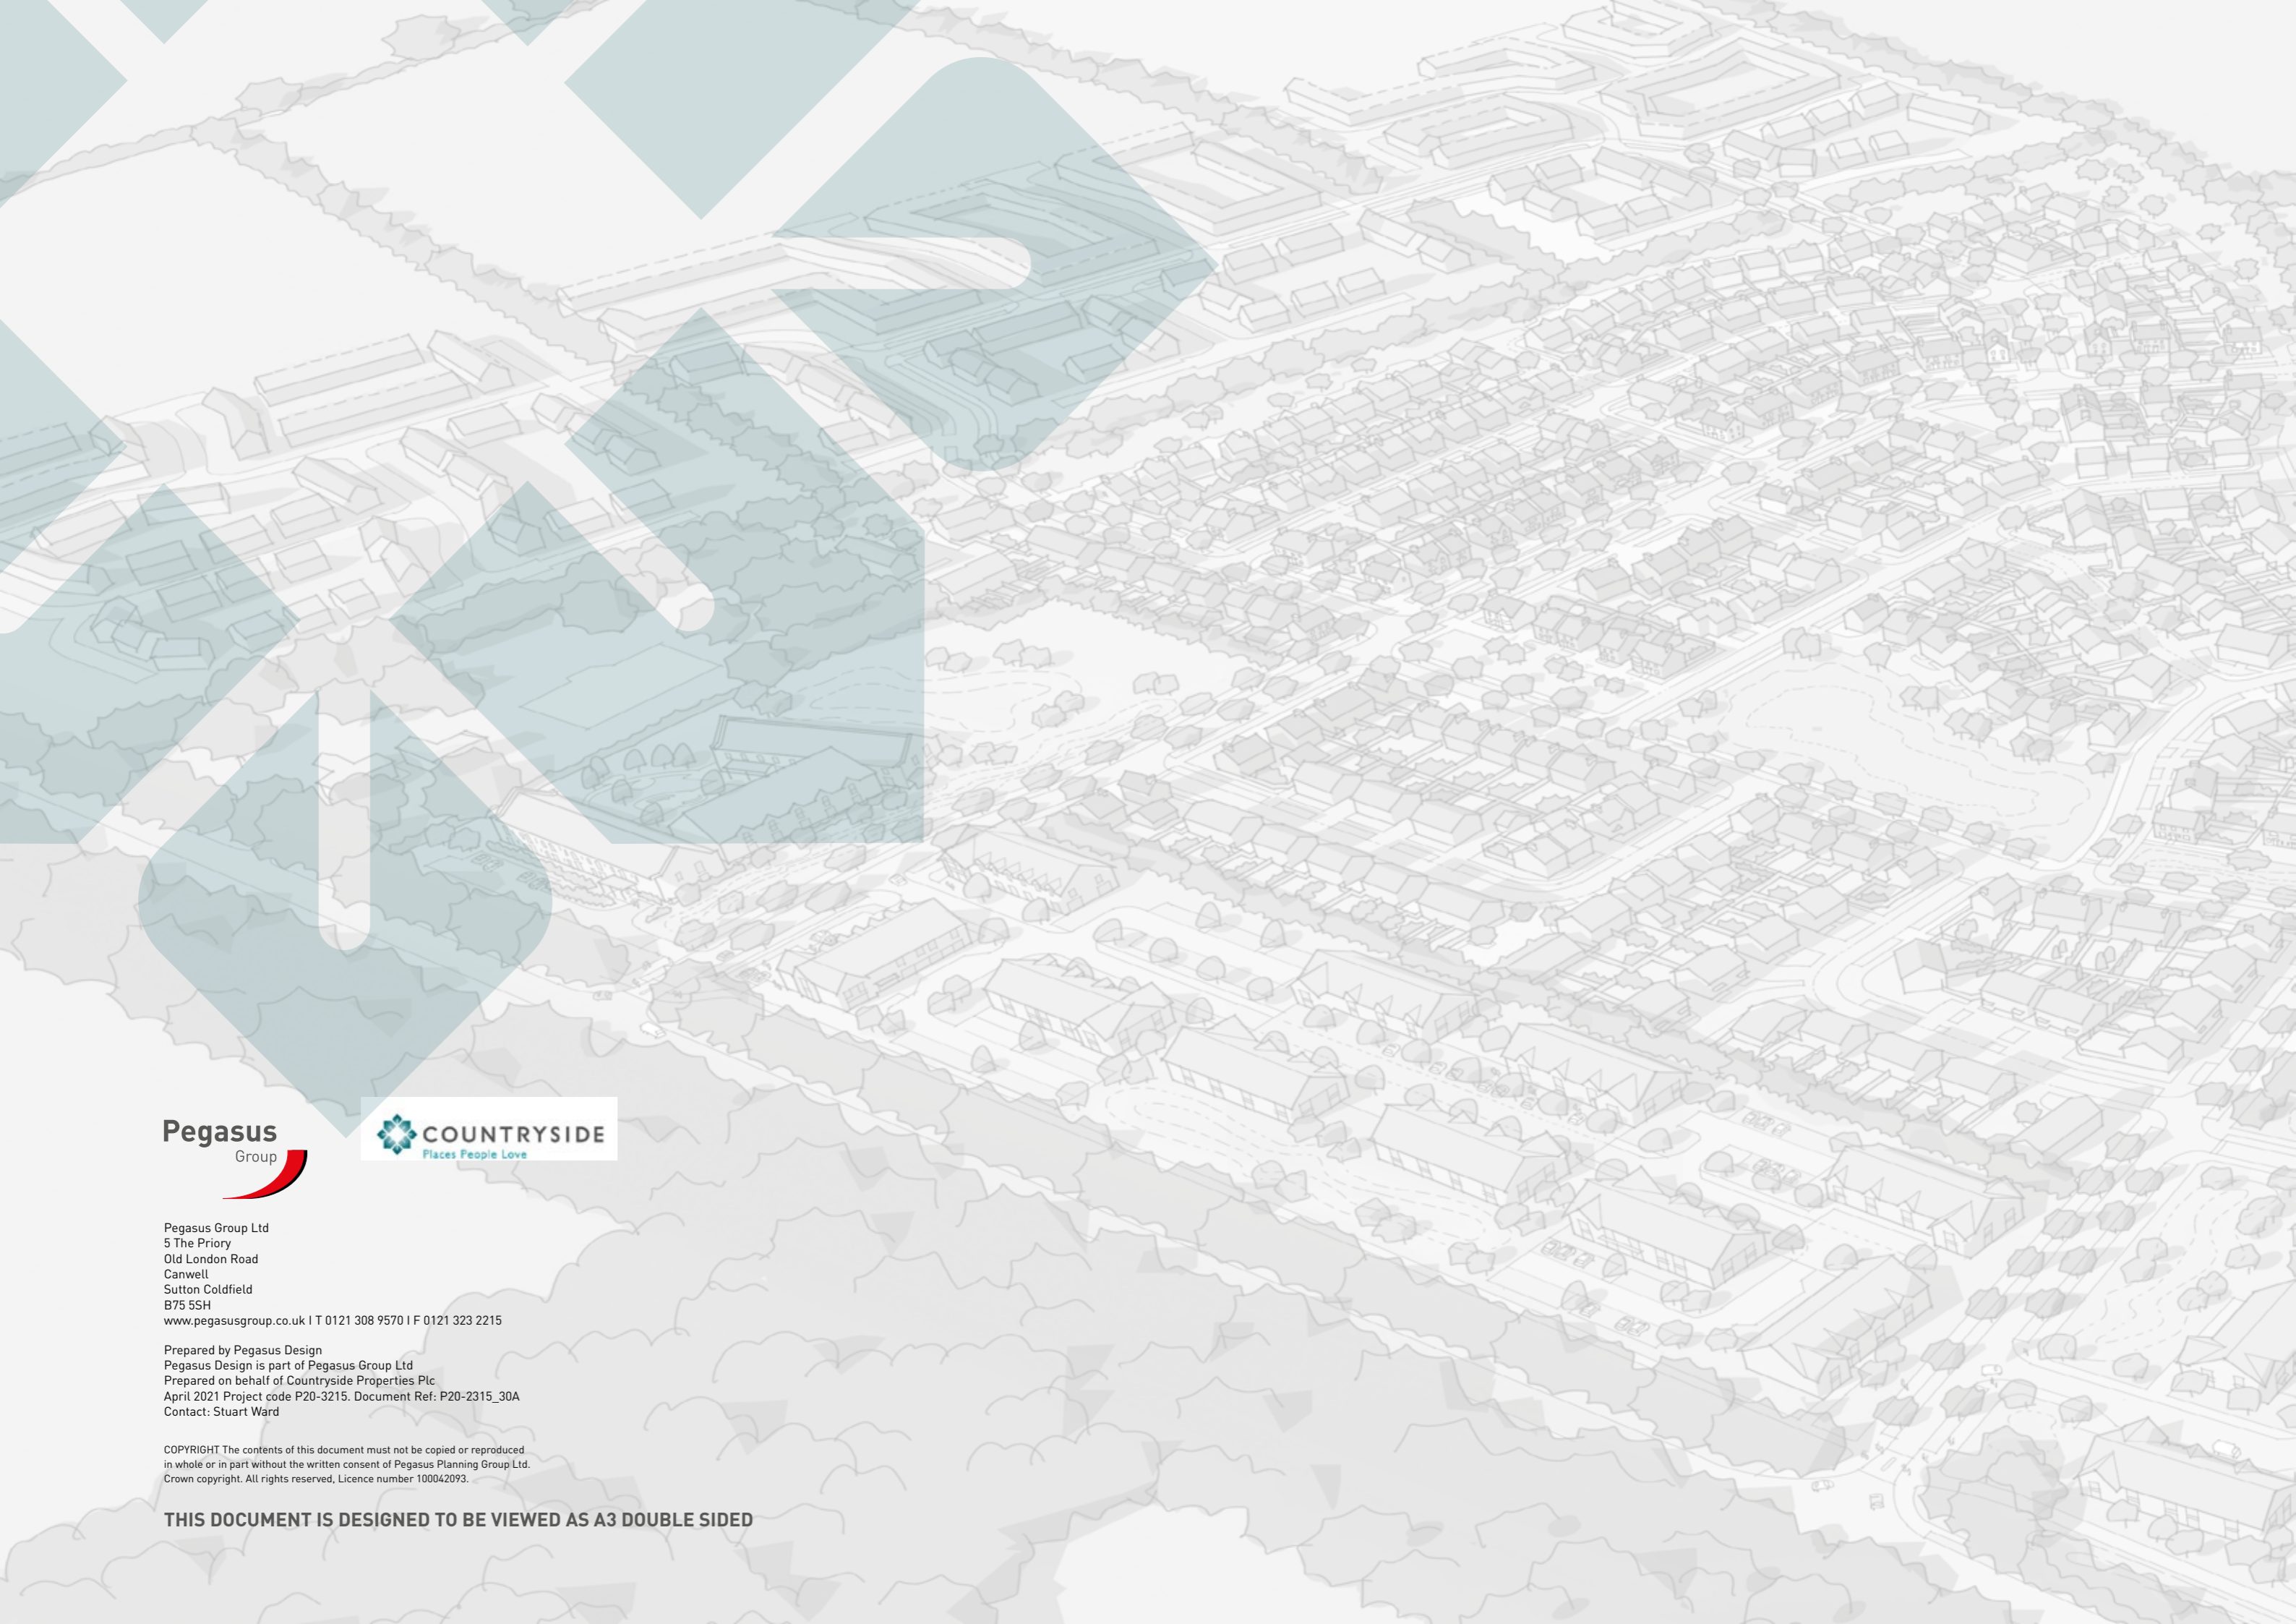 Pegasus
Group
COUNTRYSIDE
Places People Love
Pegasus Group Ltd
5 The Priory
Old London Road
Canwell
Sutton Coldfield
B75 5SH
www.pegasusgroup.co.uk I T 0121 308 9570 I F 0121 323 2215
Prepared by Pegasus Design
Pegasus Design is part of Pegasus Group Ltd
Prepared on behalf of Countryside Properties Plc
April 2021 Project code P20-3215. Document Ref: P20-2315_30A
Contact: Stuart Ward
COPYRIGHT The contents of this document must not be copied or reproduced
in whole or in part without the written consent of Pegasus Planning Group Ltd.
Crown copyright. All rights reserved, Licence number 100042093.
THIS DOCUMENT IS DESIGNED TO BE VIEWED AS A3 DOUBLE SIDED